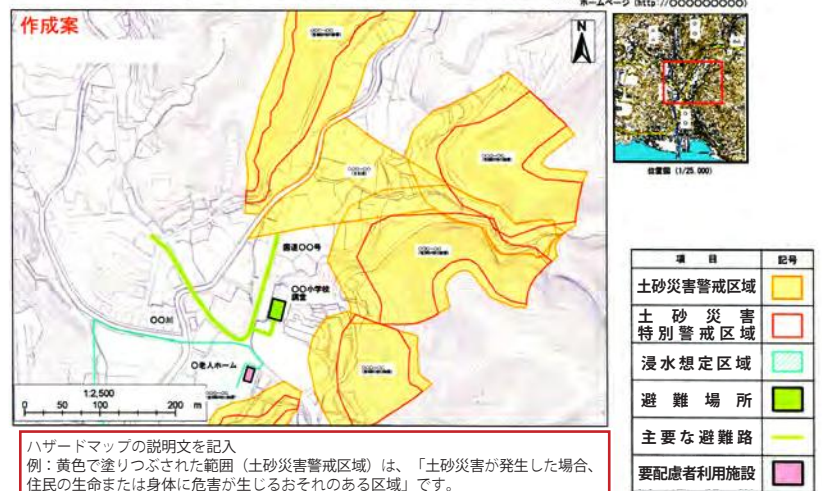 ホームページ（http://〇〇〇〇〇〇〇〇〇）
作成案
N
位置図（1/25,000）
国道〇〇号
〇〇小学校
講堂
〇〇川
〇老人ホーム
1:2,500
0 50 100 200 m
項 目 記号
土砂災害警戒区域
土砂災害
特別警戒区域
浸水想定区域
避難場所
主要な避難路
要配慮者利用施設
ハザードマップの説明文を記入
例：黄色で塗りつぶされた範囲（土砂災害警戒区域）は、「土砂災害が発生した場合、
住民の生命または身体に危害が生じるおそれのある区域」です。